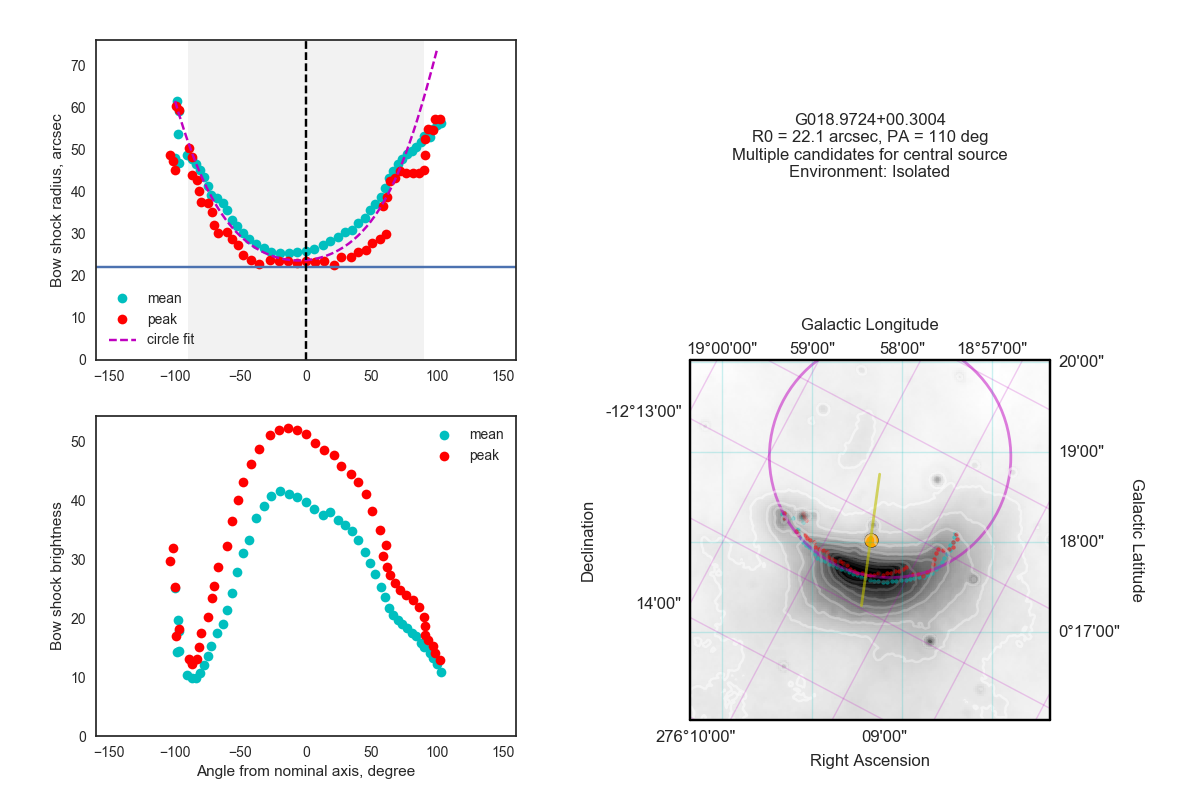 70
60
50
40
30
20
10
0
Bow shock radius, arcsec
mean
peak
circle fit
−150 −100 −50 0 50 100 150
G018.9724+00.3004
R0 = 22.1 arcsec, PA = 110 deg
Multiple candidates for central source
Environment: Isolated
50
40
30
20
10
0
Bow shock brightness
mean
peak
−150 −100 −50 0 50 100 150
Angle from nominal axis, degree
Galactic Longitude
19°00'00" 59'00" 58'00" 18°57'00"
20'00"
-12°13'00"
19'00"
Declination
Galactic Latitude
18'00"
14'00"
0°17'00"
276°10'00" 09'00"
Right Ascension